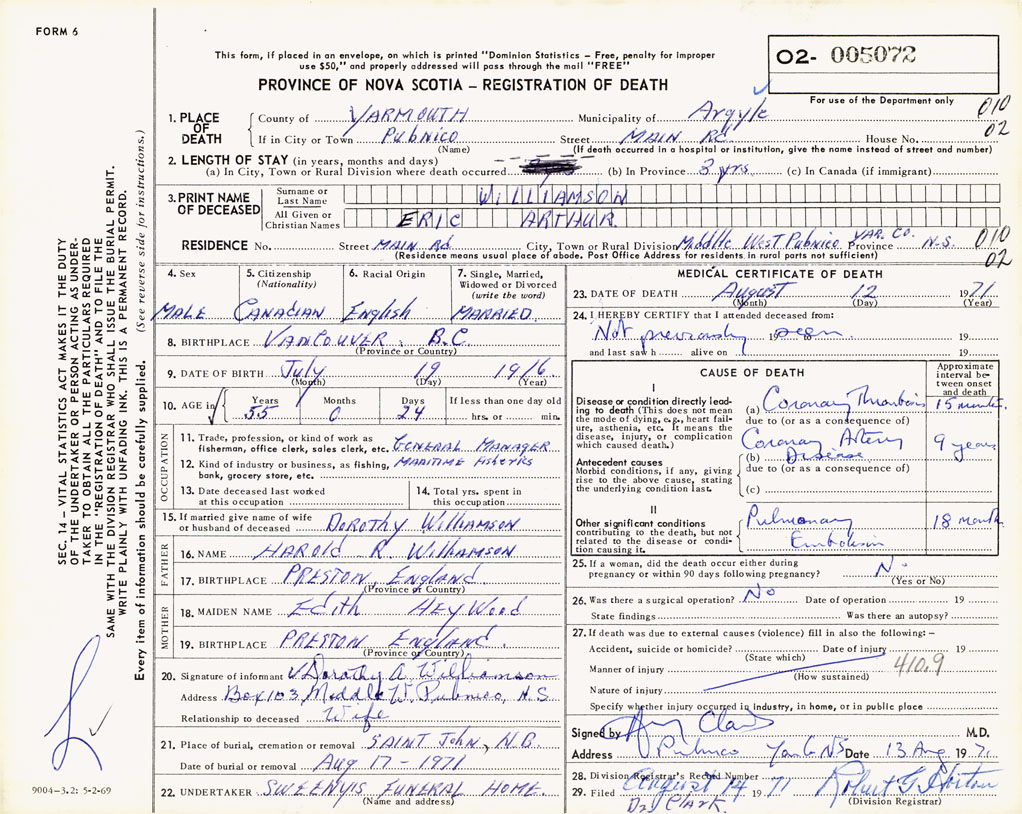 FORM 6
This form, if placed in an envelope, on which is printed "Dominion Statistics – Free, penalty for improper
use $50," and properly addressed will pass through the mail "FREE"
O2- 005072
PROVINCE OF NOVA SCOTIA – REGISTRATION OF DEATH
For use of the Department only
1. PLACE OF DEATH
County of YARMOUTH Municipality of Argyle 010
If in City or Town Pubnico Street MAIN Rd. House No. 02
(Name) (If death occurred in a hospital or institution, give the name instead of street and number)
2. LENGTH OF STAY (in years, months and days)
(a) In City, Town or Rural Division where death occurred (b) In Province 3 yrs. (c) In Canada (if immigrant)
3. PRINT NAME OF DECEASED
Surname or Last Name WILLIAMSON
All Given or Christian Names ERIC ARTHUR
RESIDENCE No. Street MAIN Rd City, Town or Rural Division Middle West Pubnico VAR. CO. Province N.S. 010
(Residence means usual place of abode. Post Office Address for residents in rural parts not sufficient) 02
4. Sex
MALE
5. Citizenship (Nationality)
CANADIAN
6. Racial Origin
English
7. Single, Married, Widowed or Divorced (write the word)
MARRIED.
8. BIRTHPLACE VANCOUVER, B.C.
(Province or Country)
9. DATE OF BIRTH July 19 1916
(Month) (Day) (Year)
10. AGE in Years Months Days If less than one day old
55 0 24 hrs. or min.
OCCUPATION
11. Trade, profession, or kind of work as fisherman, office clerk, sales clerk, etc. GENERAL MANAGER
12. Kind of industry or business, as fishing, bank, grocery store, etc. MARITIME FISHERIES
13. Date deceased last worked at this occupation
14. Total yrs. spent in this occupation
15. If married give name of wife or husband of deceased DOROTHY WILLIAMSON
FATHER
16. NAME HAROLD R. WILLIAMSON
17. BIRTHPLACE PRESTON, England
(Province or Country)
MOTHER
18. MAIDEN NAME Edith HEYWOOD
19. BIRTHPLACE PRESTON ENGLAND
(Province or Country)
20. Signature of informant Dorothy A Williamson
Address Box 103, Middle W. Pubnico, N.S
Relationship to deceased Wife
21. Place of burial, cremation or removal SAINT John, N.B.
Date of burial or removal Aug 17 - 1971
22. UNDERTAKER SWEENY'S FUNERAL HOME.
(Name and address)
MEDICAL CERTIFICATE OF DEATH
23. DATE OF DEATH August 12 1971
(Month) (Day) (Year)
24. I HEREBY CERTIFY that I attended deceased from:
Not previously 19 to seen 19
and last saw h alive on 19
CAUSE OF DEATH
Approximate interval between onset and death
I
Disease or condition directly leading to death (This does not mean the mode of dying, e.g., heart failure, asthenia, etc. It means the disease, injury, or complication which caused death.)
(a) Coronary Thrombosis 15 minutes.
due to (or as a consequence of)
Coronary Artery 9 years
(b) Disease
Antecedent causes
Morbid conditions, if any, giving rise to the above cause, stating the underlying condition last.
due to (or as a consequence of)
(c)
II
Other significant conditions contributing to the death, but not related to the disease or condition causing it.
Pulmonary Embolism 18 month
25. If a woman, did the death occur either during pregnancy or within 90 days following pregnancy? No
(Yes or No)
26. Was there a surgical operation? No Date of operation 19
State findings Was there an autopsy?
27. If death was due to external causes (violence) fill in also the following: –
Accident, suicide or homicide? Date of injury 19
(State which)
Manner of injury 410.9
(How sustained)
Nature of injury
Specify whether injury occurred in industry, in home, or in public place
Signed by Clark M.D.
Address Pubnico Yar Co NS Date 13 Aug 1971
28. Division Registrar's Record Number
29. Filed August 14 1971
Dr. CLARK.
(Division Registrar)
SEC. 14 – VITAL STATISTICS ACT MAKES IT THE DUTY
OF THE UNDERTAKER OR PERSON ACTING AS UNDERTAKER
TO OBTAIN ALL THE PARTICULARS REQUIRED
IN THE "REGISTRATION OF DEATH" AND TO FILE THE
SAME WITH THE DIVISION REGISTRAR WHO SHALL ISSUE THE BURIAL PERMIT.
WRITE PLAINLY WITH UNFADING INK. THIS IS A PERMANENT RECORD.
Every item of information should be carefully supplied. (See reverse side for instructions.)
9004–3.2: 5-2-69